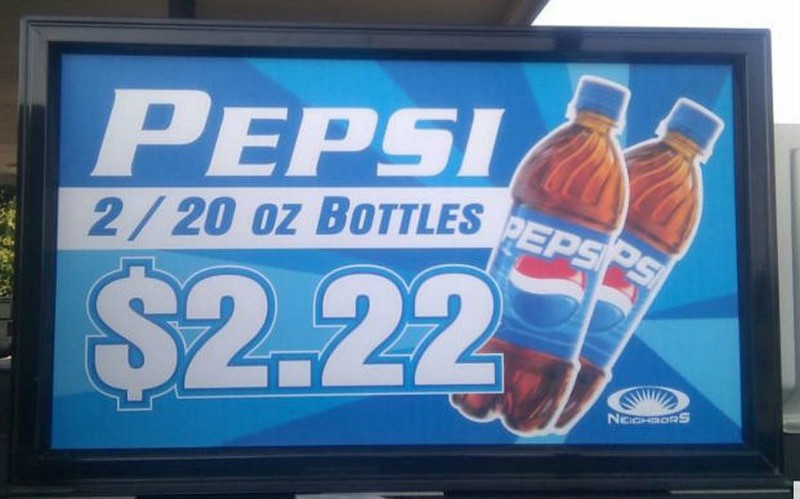 PEPSI
2 / 20 OZ BOTTLES
$2.22
PEPSI
PEPSI
NEIGHBORS